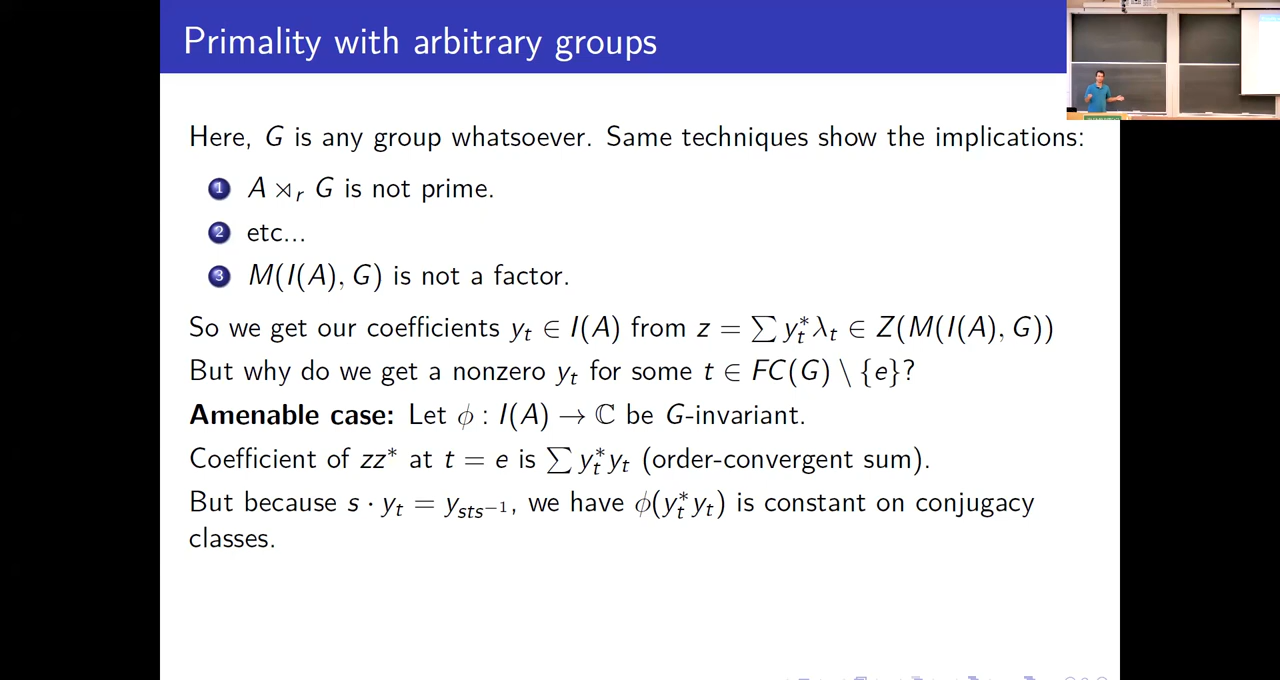 Primality with arbitrary groups
Here, G is any group whatsoever. Same techniques show the implications:
1 A ⋊r G is not prime.
2 etc...
3 M(I(A), G) is not a factor.
So we get our coefficients yt ∈ I(A) from z = ∑ yt*λt ∈ Z(M(I(A), G))
But why do we get a nonzero yt for some t ∈ FC(G) \ {e}?
Amenable case: Let ϕ : I(A) → ℂ be G-invariant.
Coefficient of zz* at t = e is ∑ yt*yt (order-convergent sum).
But because s · yt = ysts⁻¹, we have ϕ(yt*yt) is constant on conjugacy
classes.